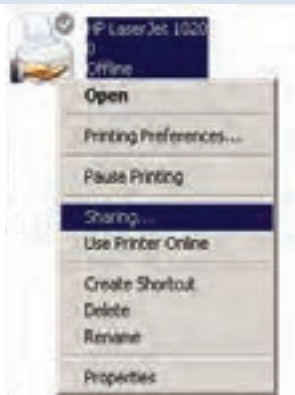 HP LaserJet 1020
0
Offline
Open
Printing Preferences...
Pause Printing
Sharing...
Use Printer Online
Create Shortcut
Delete
Rename
Properties